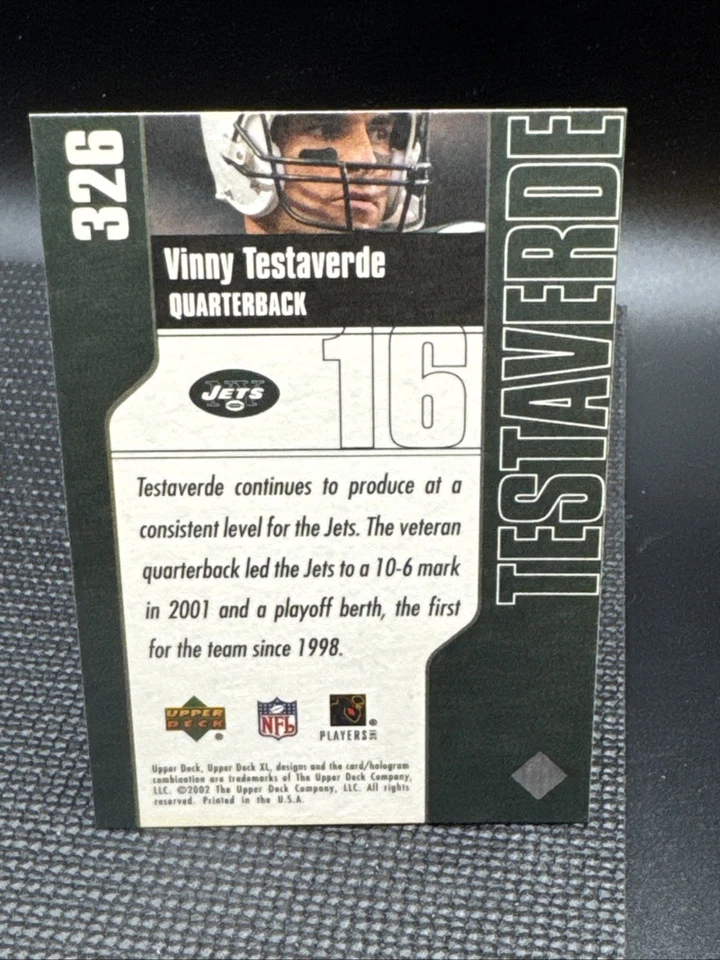 326
Vinny Testaverde
QUARTERBACK
TESTAVERDE
NY
JETS
16
Testaverde continues to produce at a
consistent level for the Jets. The veteran
quarterback led the Jets to a 10-6 mark
in 2001 and a playoff berth, the first
for the team since 1998.
UPPER
DECK
®
NFL
PLAYERS INC
®
Upper Deck, Upper Deck XL, designs and the card/hologram
combination are trademarks of The Upper Deck Company,
LLC. ©2002 The Upper Deck Company, LLC. All rights
reserved. Printed in the U.S.A.